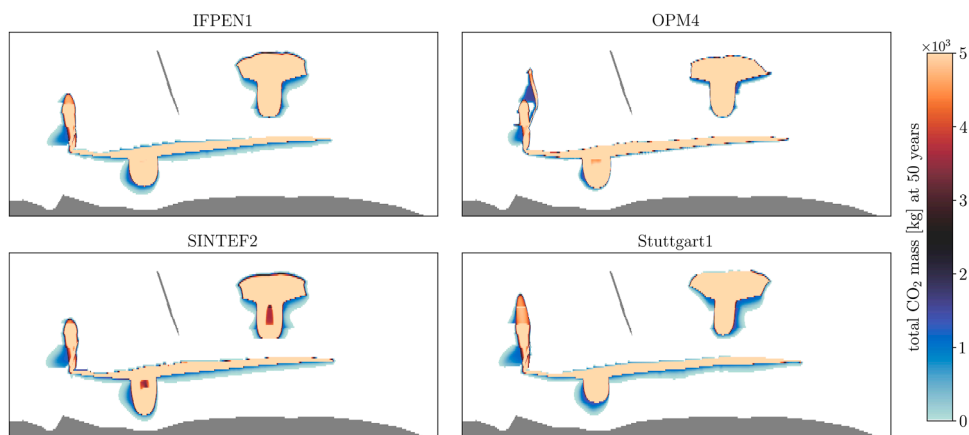 IFPEN1
OPM4
SINTEF2
Stuttgart1
×10³
5
4
3
2
1
0
total CO₂ mass [kg] at 50 years